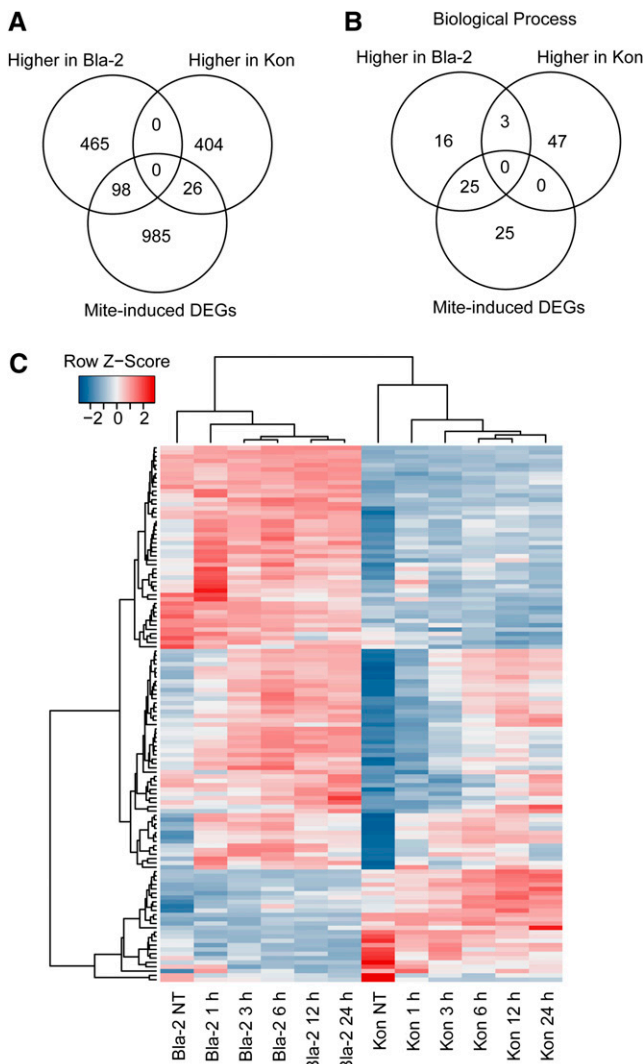 A
Higher in Bla-2 Higher in Kon
0
465 404
0
98 26
985
Mite-induced DEGs
B
Biological Process
Higher in Bla-2 Higher in Kon
3
16 47
0
25 0
25
Mite-induced DEGs
C
Row Z−Score
−2 0 2
Bla-2 NT
Bla-2 1 h
Bla-2 3 h
Bla-2 6 h
Bla-2 12 h
Bla-2 24 h
Kon NT
Kon 1 h
Kon 3 h
Kon 6 h
Kon 12 h
Kon 24 h